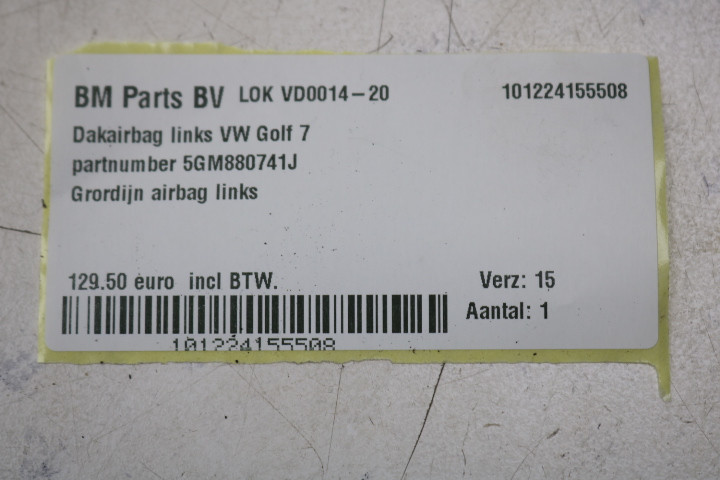 BM Parts BV LOK VD0014-20 101224155508
Dakairbag links VW Golf 7
partnumber 5GM880741J
Grordijn airbag links
129.50 euro incl BTW. Verz: 15
Aantal: 1
101224155508